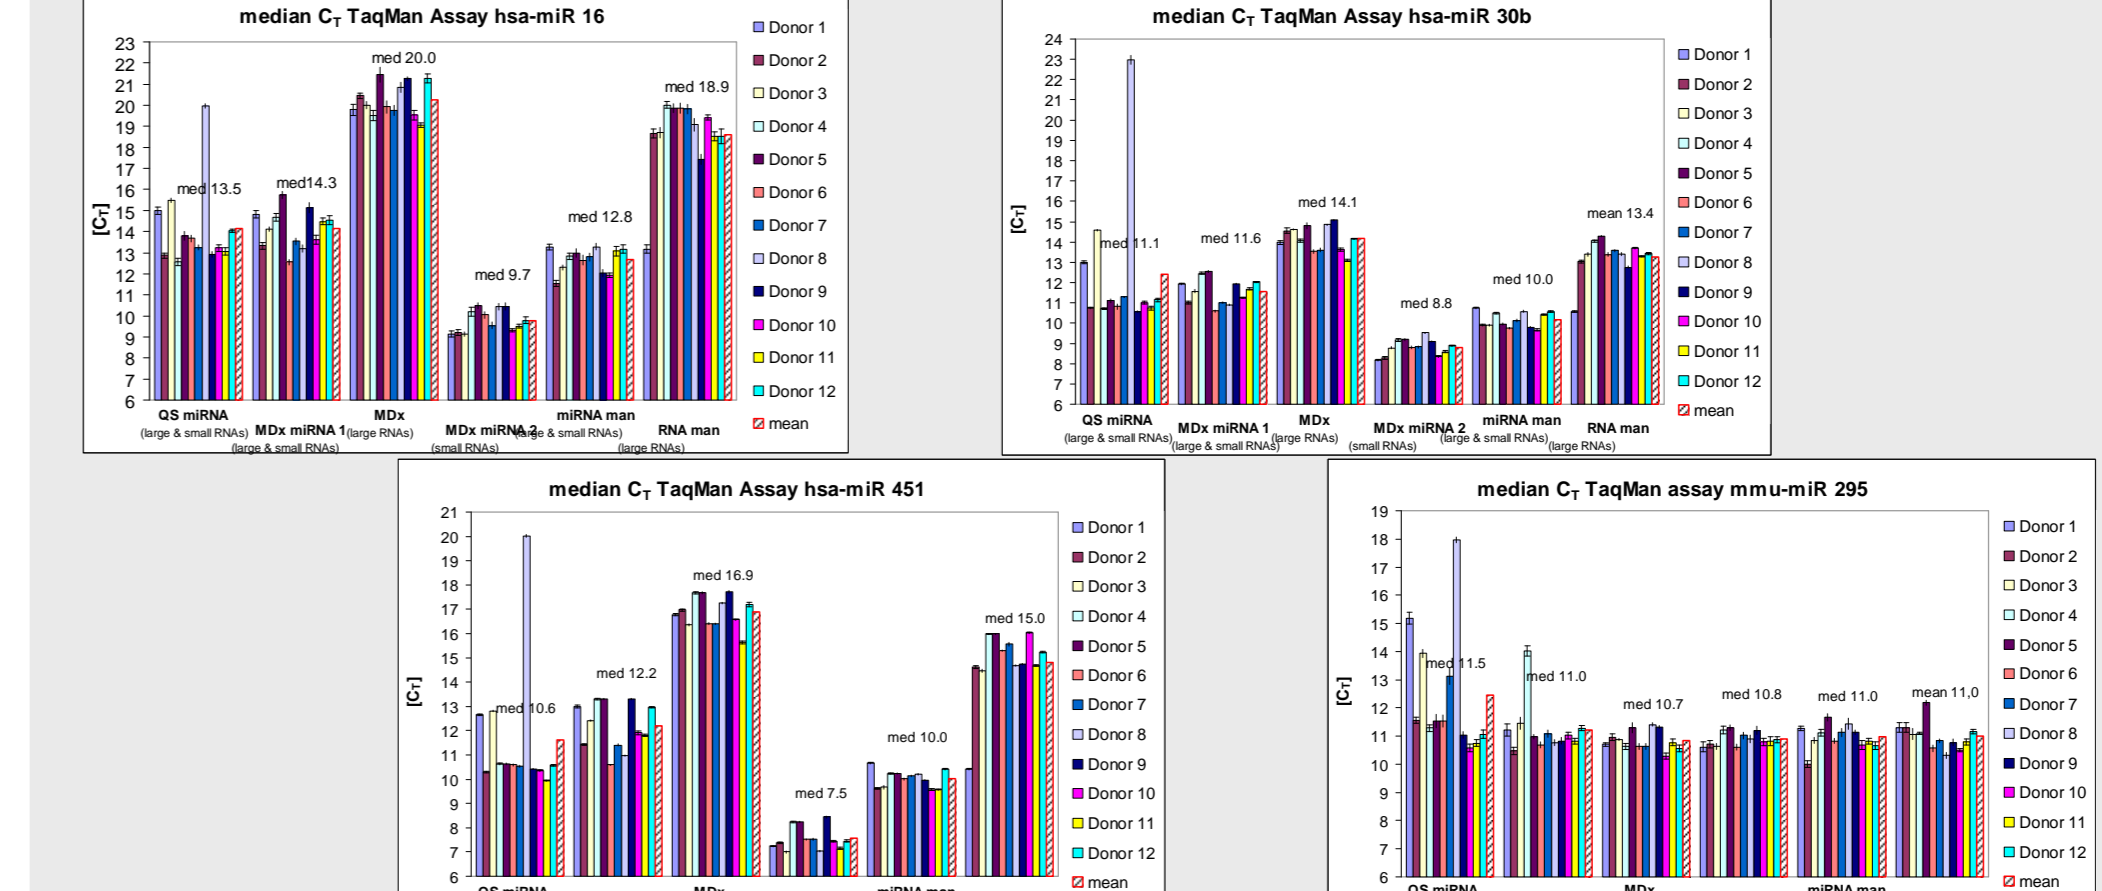 median CT TaqMan Assay hsa-miR 16
[CT]
23
22
21
20
19
18
17
16
15
14
13
12
11
10
9
8
7
6
med 13.5
med14.3
med 20.0
med 9.7
med 12.8
med 18.9
QS miRNA
(large & small RNAs)
MDx miRNA 1
(large & small RNAs)
MDx
(large RNAs)
MDx miRNA 2
(small RNAs)
miRNA man
(large & small RNAs)
RNA man
(large RNAs)
Donor 1
Donor 2
Donor 3
Donor 4
Donor 5
Donor 6
Donor 7
Donor 8
Donor 9
Donor 10
Donor 11
Donor 12
mean
median CT TaqMan Assay hsa-miR 30b
[CT]
24
23
22
21
20
19
18
17
16
15
14
13
12
11
10
9
8
7
6
med 11.1
med 11.6
med 14.1
med 8.8
med 10.0
mean 13.4
QS miRNA
(large & small RNAs)
MDx miRNA 1
(large & small RNAs)
MDx
(large RNAs)
MDx miRNA 2
(small RNAs)
miRNA man
(large & small RNAs)
RNA man
(large RNAs)
Donor 1
Donor 2
Donor 3
Donor 4
Donor 5
Donor 6
Donor 7
Donor 8
Donor 9
Donor 10
Donor 11
Donor 12
mean
median CT TaqMan Assay hsa-miR 451
[CT]
21
20
19
18
17
16
15
14
13
12
11
10
9
8
7
6
med 10.6
med 12.2
med 16.9
med 7.5
med 10.0
med 15.0
QS miRNA
MDx
miRNA man
Donor 1
Donor 2
Donor 3
Donor 4
Donor 5
Donor 6
Donor 7
Donor 8
Donor 9
Donor 10
Donor 11
Donor 12
mean
median CT TaqMan assay mmu-miR 295
[CT]
19
18
17
16
15
14
13
12
11
10
9
8
7
6
med 11.5
med 11.0
med 10.7
med 10.8
med 11.0
mean 11,0
QS miRNA
MDx
miRNA man
Donor 1
Donor 2
Donor 3
Donor 4
Donor 5
Donor 6
Donor 7
Donor 8
Donor 9
Donor 10
Donor 11
Donor 12
mean